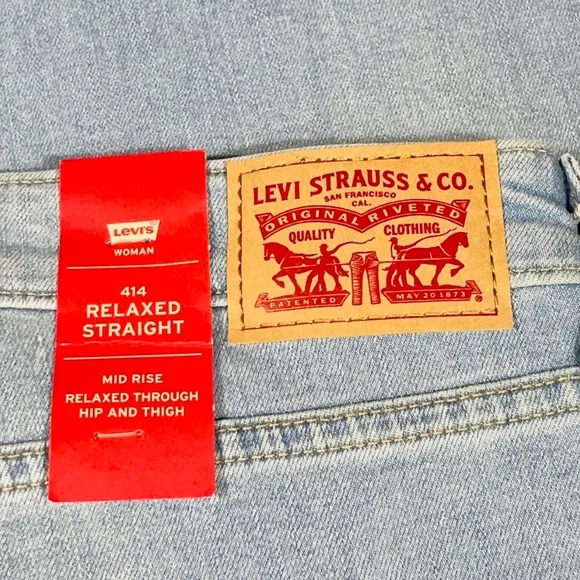 Levi's
WOMAN
414
RELAXED
STRAIGHT
MID RISE
RELAXED THROUGH
HIP AND THIGH
LEVI STRAUSS & CO.
SAN FRANCISCO
CAL.
ORIGINAL RIVETED
QUALITY CLOTHING
PATENTED MAY 20 1873 ®